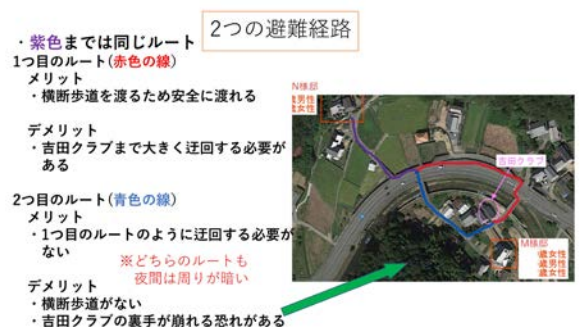 2つの避難経路
・紫色までは同じルート
1つ目のルート(赤色の線)
メリット
・横断歩道を渡るため安全に渡れる
デメリット
・吉田クラブまで大きく迂回する必要が
ある
2つ目のルート(青色の線)
メリット
・1つ目のルートのように迂回する必要が
ない
※どちらのルートも
夜間は周りが暗い
デメリット
・横断歩道がない
・吉田クラブの裏手が崩れる恐れがある
N様邸
歳男性
歳女性
吉田クラブ
M様邸
歳女性
歳男性
歳女性